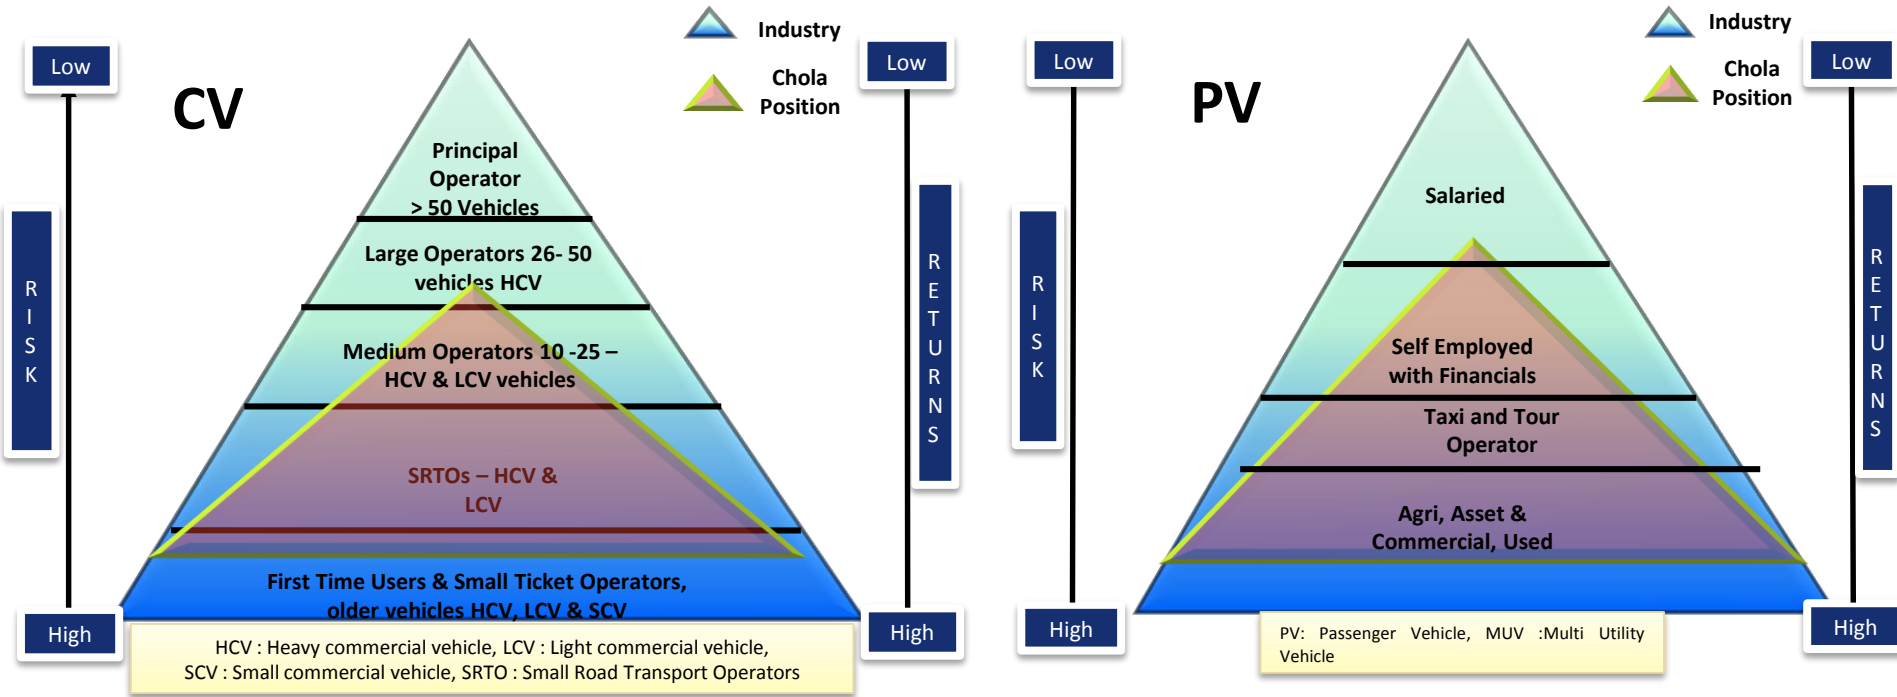 CV
Industry
Chola
Position
Low
RISK
High
Principal
Operator
> 50 Vehicles
Large Operators 26- 50
vehicles HCV
Medium Operators 10 -25 –
HCV & LCV vehicles
SRTOs – HCV &
LCV
First Time Users & Small Ticket Operators,
older vehicles HCV, LCV & SCV
Low
RETURNS
High
HCV : Heavy commercial vehicle, LCV : Light commercial vehicle,
SCV : Small commercial vehicle, SRTO : Small Road Transport Operators
PV
Industry
Chola
Position
Low
RISK
High
Salaried
Self Employed
with Financials
Taxi and Tour
Operator
Agri, Asset &
Commercial, Used
Low
RETURNS
High
PV: Passenger Vehicle, MUV :Multi Utility
Vehicle